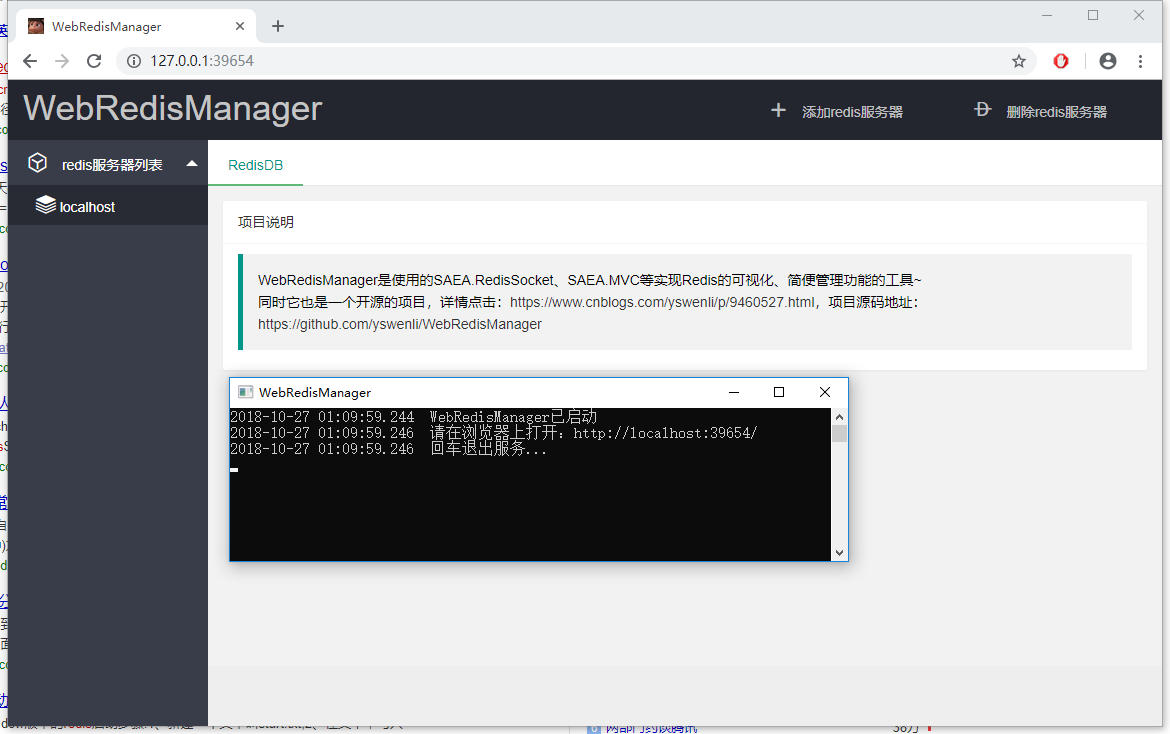 WebRedisManager
127.0.0.1:39654
WebRedisManager
添加redis服务器
删除redis服务器
redis服务器列表
localhost
RedisDB
项目说明
WebRedisManager是使用的SAEA.RedisSocket、SAEA.MVC等实现Redis的可视化、简便管理功能的工具~
同时它也是一个开源的项目，详情点击：https://www.cnblogs.com/yswenli/p/9460527.html，项目源码地址：
https://github.com/yswenli/WebRedisManager
WebRedisManager
2018-10-27 01:09:59.244 WebRedisManager已启动
2018-10-27 01:09:59.246 请在浏览器上打开：http://localhost:39654/
2018-10-27 01:09:59.246 回车退出服务...